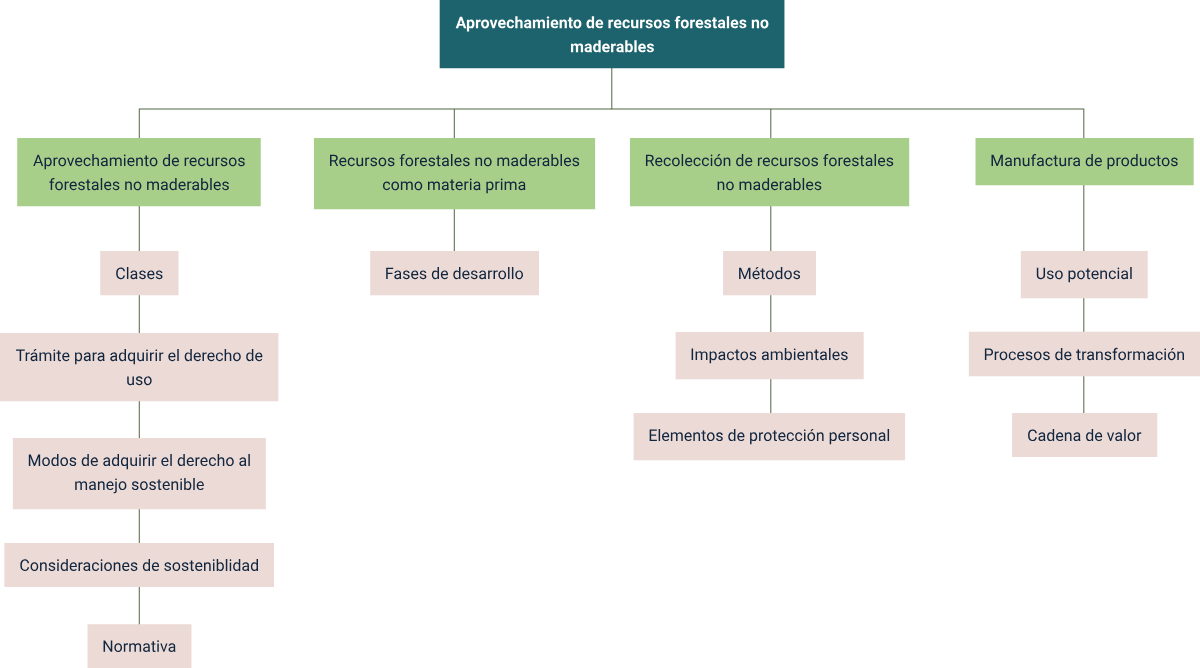 Aprovechamiento de recursos forestales no
maderables
Aprovechamiento de recursos
forestales no maderables
Clases
Trámite para adquirir el derecho de
uso
Modos de adquirir el derecho al
manejo sostenible
Consideraciones de socteniblidad
Normativa
Recursos forestales no maderables
como materia prima
Fases de desarrollo
Recolección de recursos forestales
no maderables
Métodos
Impactos ambientales
Elementos de protección personal
Manufactura de productos
Uso potencial
Procesos de transformación
Cadena de valor